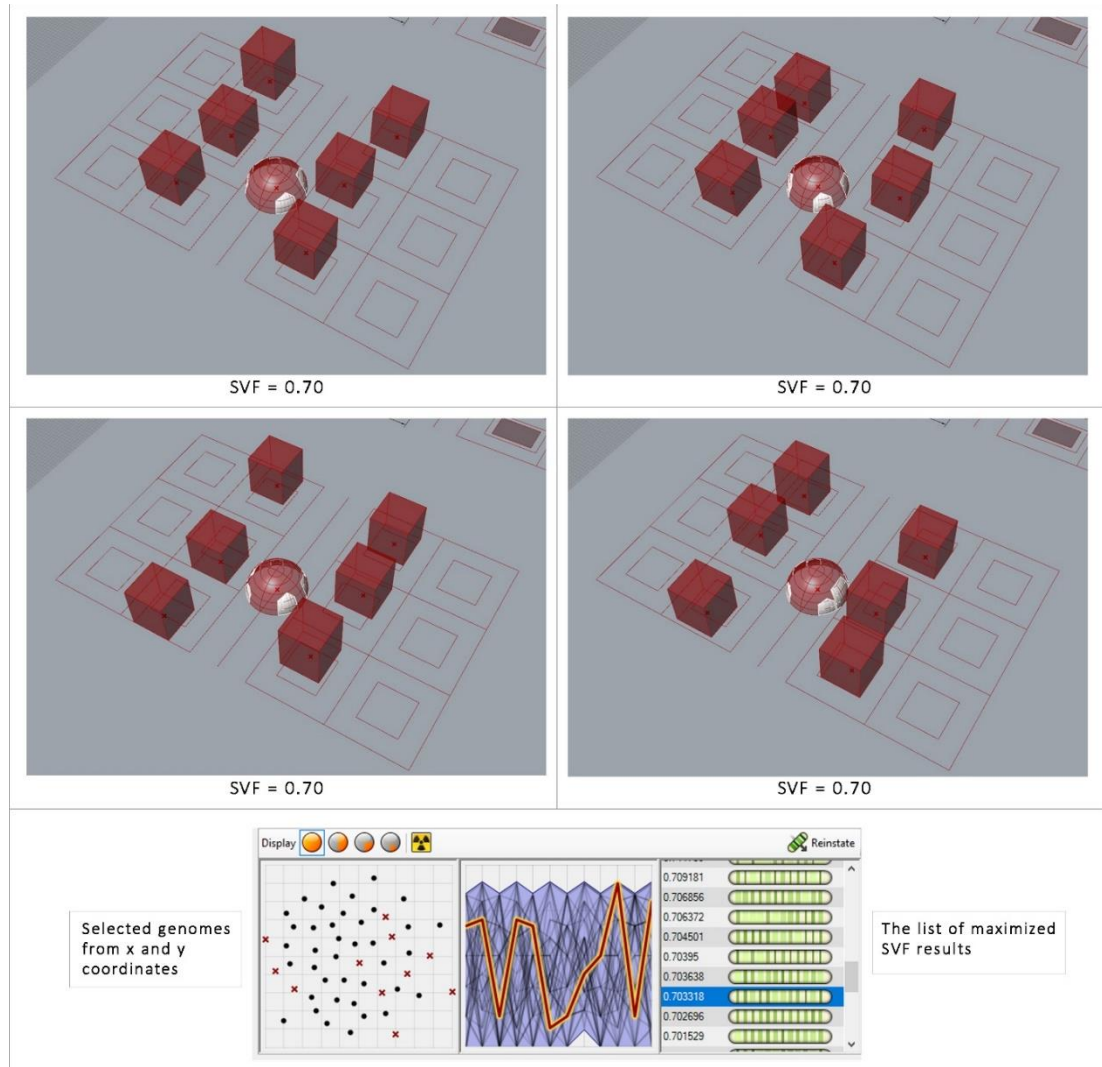 SVF = 0.70
SVF = 0.70
SVF = 0.70
SVF = 0.70
Selected genomes
from x and y
coordinates
Display
Reinstate
0.709181
0.706856
0.706372
0.704501
0.70395
0.703638
0.703318
0.702696
0.701529
The list of maximized
SVF results